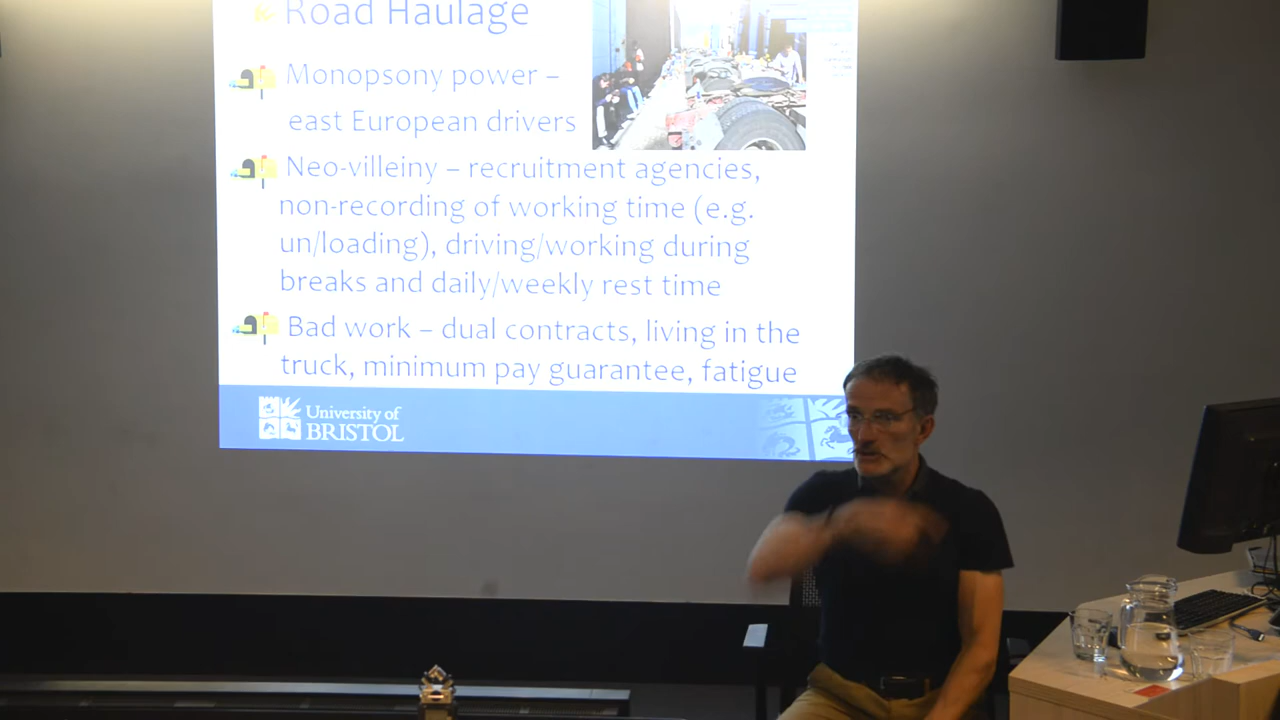 Road Haulage
Monopsony power –
east European drivers
Neo-villeiny – recruitment agencies,
non-recording of working time (e.g.
un/loading), driving/working during
breaks and daily/weekly rest time
Bad work – dual contracts, living in the
truck, minimum pay guarantee, fatigue
University of
BRISTOL